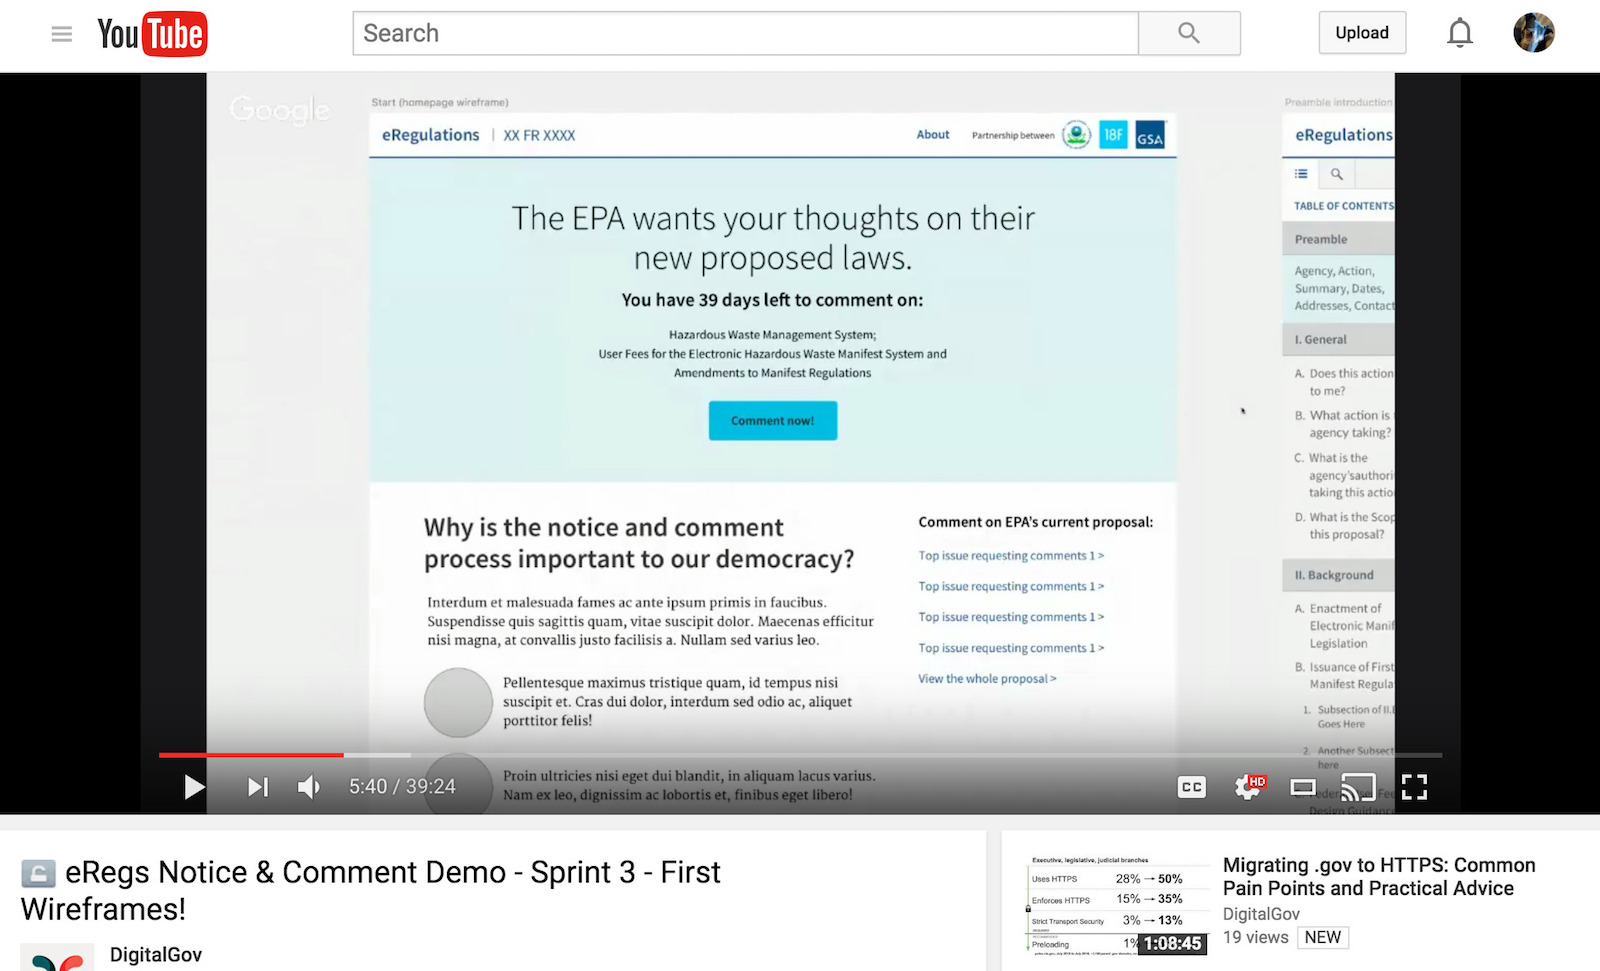 YouTube
Search
Upload
Google
Start (homepage wireframe)
eRegulations | XX FR XXXX
About
Partnership between
18F
GSA
The EPA wants your thoughts on their
new proposed laws.
You have 39 days left to comment on:
Hazardous Waste Management System;
User Fees for the Electronic Hazardous Waste Manifest System and
Amendments to Manifest Regulations
Comment now!
Why is the notice and comment
process important to our democracy?
Interdum et malesuada fames ac ante ipsum primis in faucibus.
Suspendisse quis sagittis quam, vitae suscipit dolor. Maecenas efficitur
nisi magna, at convallis justo facilisis a. Nullam sed varius leo.
Pellentesque maximus tristique quam, id tempus nisi
suscipit et. Cras dui dolor, interdum sed odio ac, aliquet
porttitor felis!
Proin ultricies nisi eget dui blandit, in aliquam lacus varius.
Nam ex leo, dignissim ac lobortis et, finibus eget libero!
Comment on EPA's current proposal:
Top issue requesting comments 1 >
Top issue requesting comments 1 >
Top issue requesting comments 1 >
Top issue requesting comments 1 >
View the whole proposal >
Preamble introduction
eRegulations
TABLE OF CONTENTS
Preamble
Agency, Action,
Summary, Dates,
Addresses, Contact
I. General
A. Does this action
to me?
B. What action is
agency taking?
C. What is the
agency'sauthori
taking this actio
D. What is the Scop
this proposal?
II. Background
A. Enactment of
Electronic Manif
Legislation
B. Issuance of First
Manifest Regula
1. Subsection of II.B
Goes Here
2. Another Subsect
here
Design Guidance
5:40 / 39:24
CC
HD
eRegs Notice & Comment Demo - Sprint 3 - First
Wireframes!
DigitalGov
Executive, legislative, judicial branches
Uses HTTPS 28% → 50%
Enforces HTTPS 15% → 35%
Strict Transport Security 3% → 13%
Preloading 1%
1:08:45
Migrating .gov to HTTPS: Common
Pain Points and Practical Advice
DigitalGov
19 views NEW